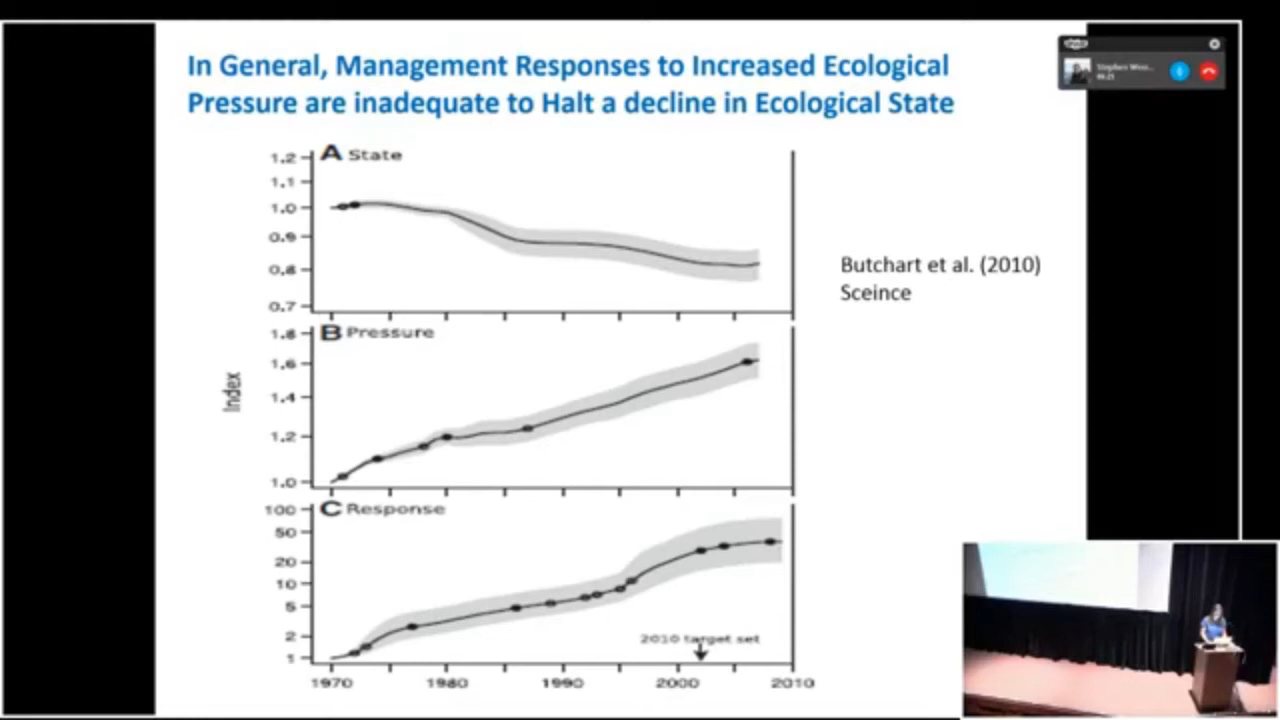 In General, Management Responses to Increased Ecological
Pressure are inadequate to Halt a decline in Ecological State
A State
1.2
1.1
1.0
0.9
0.8
0.7
Butchart et al. (2010)
Sceince
B Pressure
1.8
1.6
1.4
1.2
1.0
Index
C Response
100
50
20
10
5
2
1
2010 target set
1970
1980
1990
2000
2010